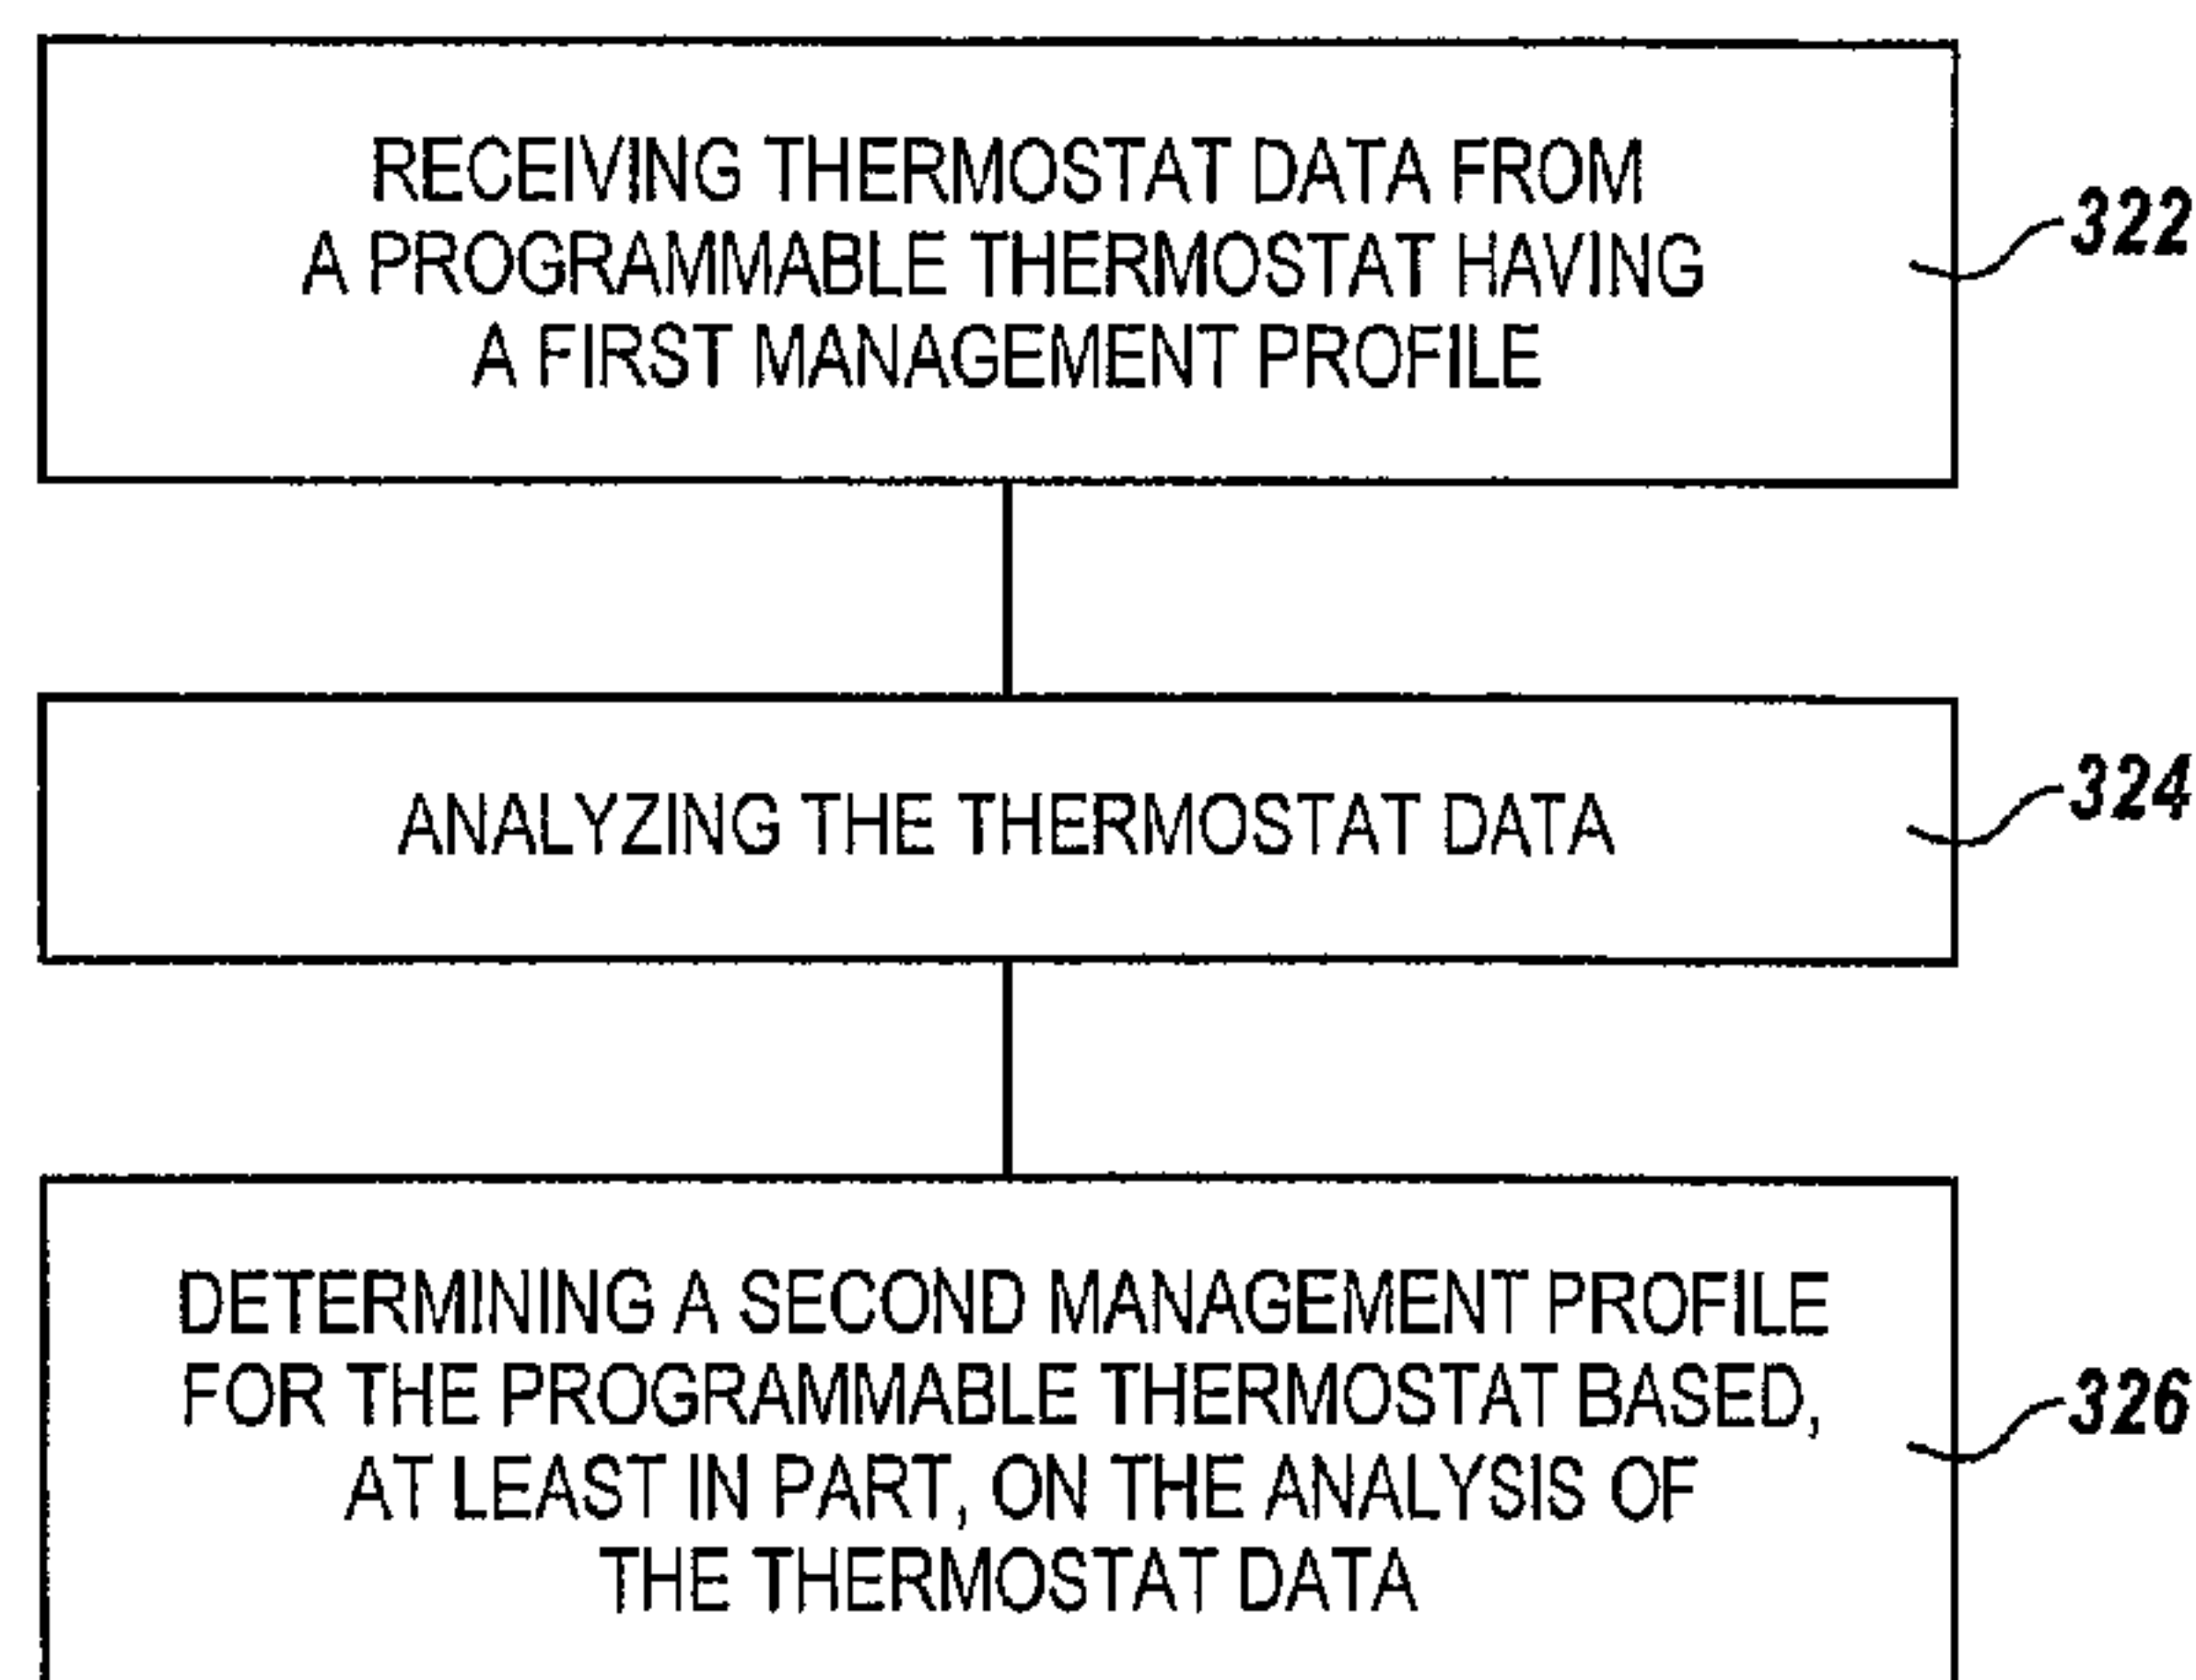 RECEIVING THERMOSTAT DATA FROM
A PROGRAMMABLE THERMOSTAT HAVING
A FIRST MANAGEMENT PROFILE
322
ANALYZING THE THERMOSTAT DATA
324
DETERMINING A SECOND MANAGEMENT PROFILE
FOR THE PROGRAMMABLE THERMOSTAT BASED,
AT LEAST IN PART, ON THE ANALYSIS OF
THE THERMOSTAT DATA
326